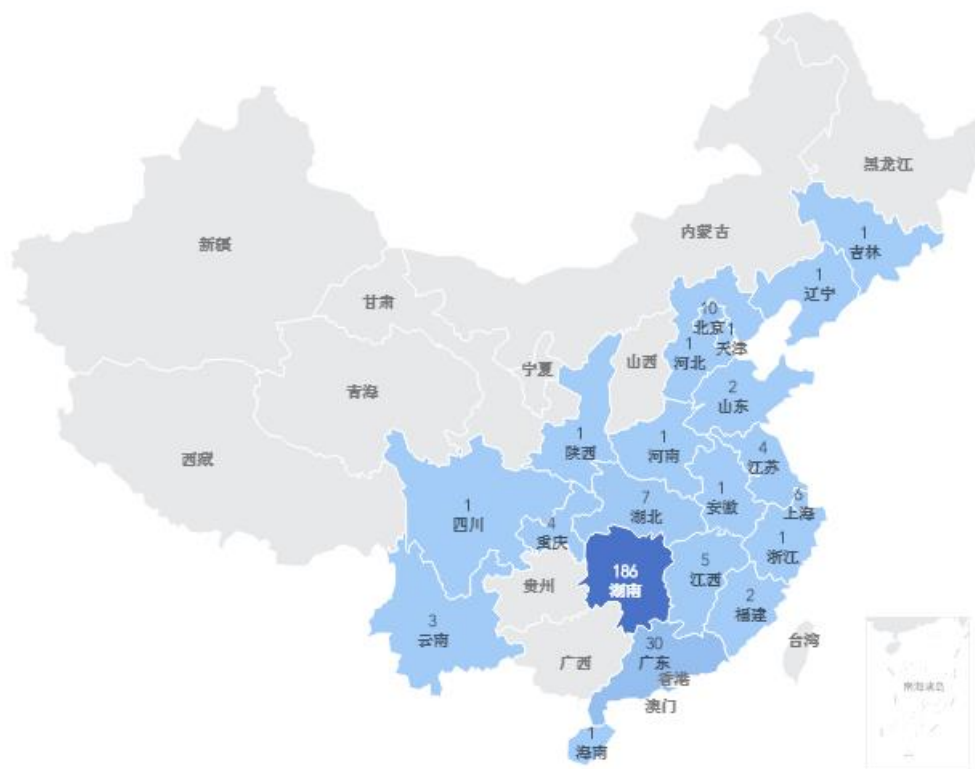 黑龙江
1
吉林
内蒙古
新疆
1
辽宁
甘肃
10
北京
1
天津
1
河北
山西
宁夏
青海
2
山东
1
陕西
1
河南
4
江苏
西藏
1
安徽
6
上海
7
湖北
1
四川
4
重庆
1
浙江
5
江西
186
湖南
贵州
2
福建
3
云南
30
广东
广西
台湾
香港
澳门
南海诸岛
1
海南